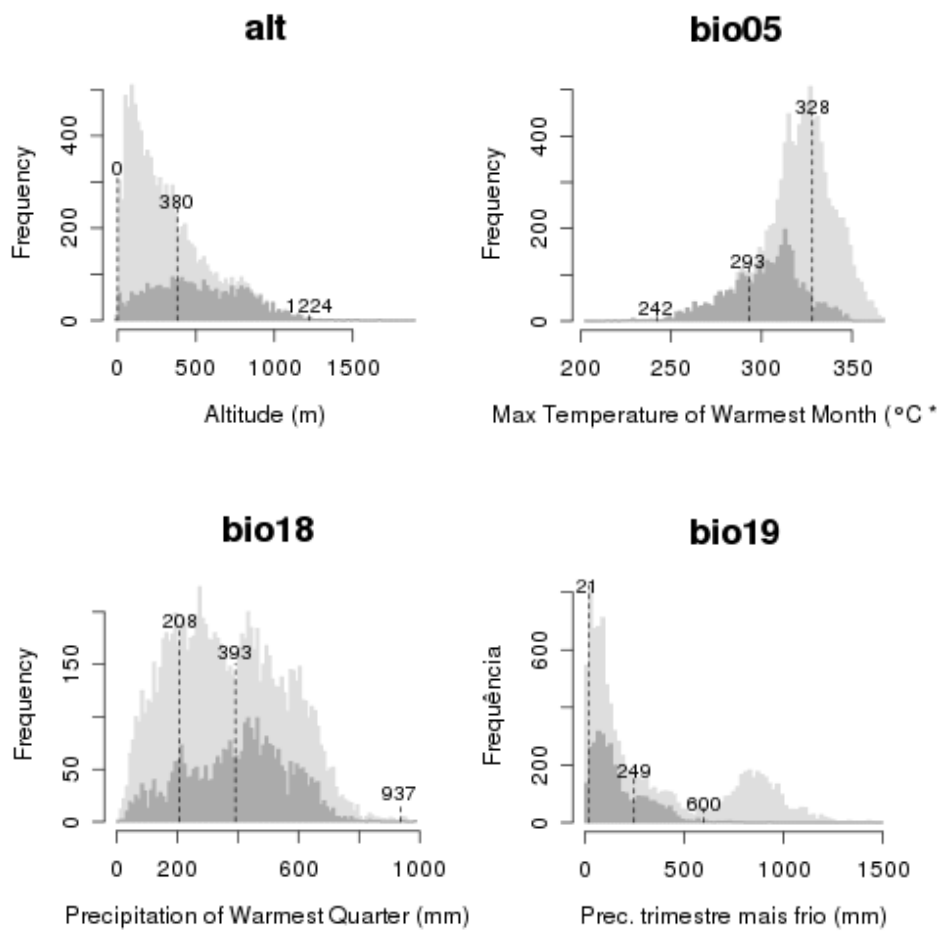 alt
Frequency
0 200 400
0
380
1224
0 500 1000 1500
Altitude (m)
bio05
Frequency
0 200 400
242
293
328
200 250 300 350
Max Temperature of Warmest Month (°C *
bio18
Frequency
0 50 150
208
393
937
0 200 600 1000
Precipitation of Warmest Quarter (mm)
bio19
Frequência
0 200 600
21
249
600
0 500 1000 1500
Prec. trimestre mais frio (mm)